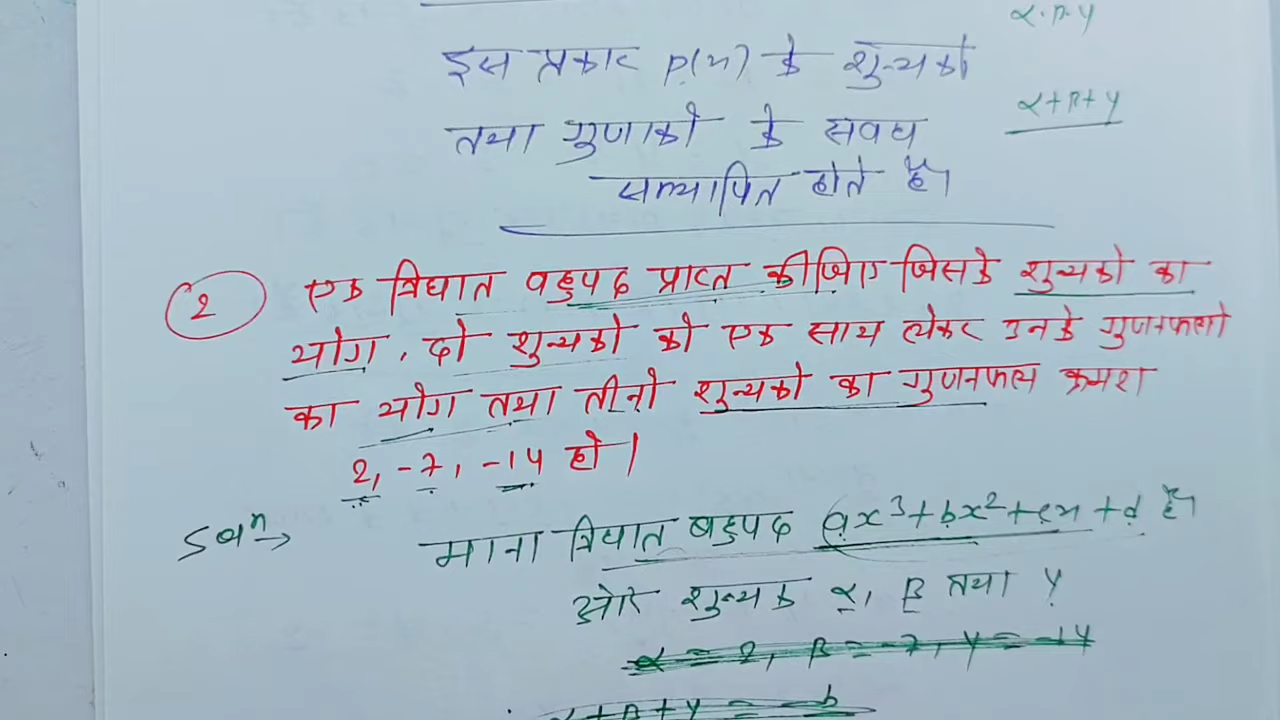 α.β.γ
इस प्रकार p(x) के शुन्यको
α+β+γ
तथा गुणाको के सवध
सत्यापित होते है।
2 एक त्रिघात बहुपद प्राप्त कीजिए जिसके शुन्यको का
योग, दो शुन्यको को एक साथ लेकर उनके गुणनफलो
का योग तथा तीनो शुन्यको का गुणनफल क्रमश
2, -7, -14 हो।
Solⁿ→ माना त्रिघात बहुपद ax³+bx²+cx+d है
और शुन्यक α, β तथा γ
α = 2, β = -7, γ = -14
α+β+γ = -b